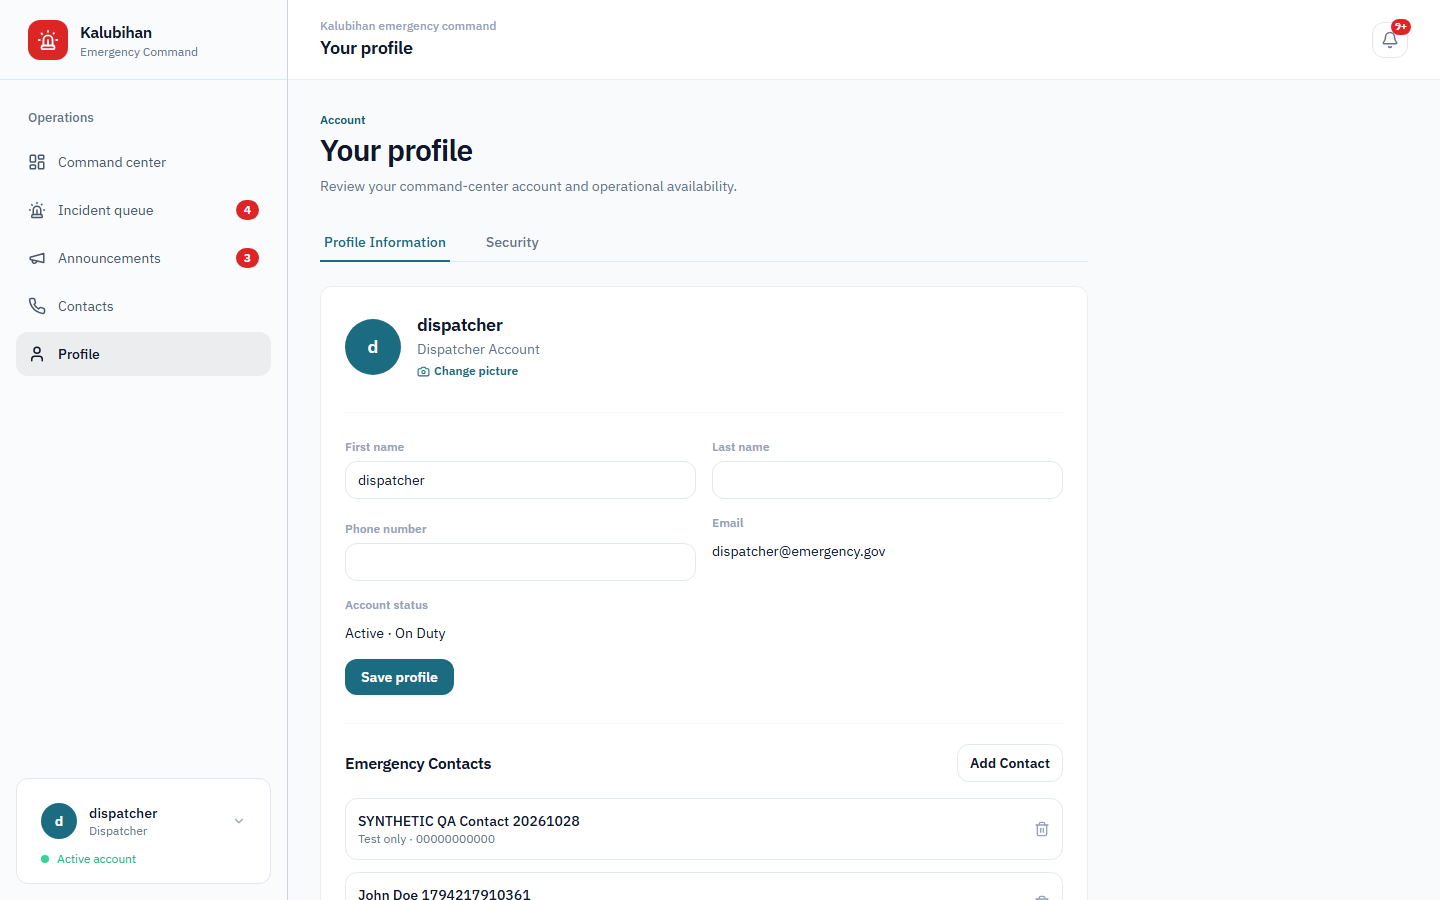 Kalubihan
Emergency Command
Operations
Command center
Incident queue
4
Announcements
3
Contacts
Profile
d
dispatcher
Dispatcher
Active account
Kalubihan emergency command
Your profile
9+
Account
Your profile
Review your command-center account and operational availability.
Profile Information
Security
d
dispatcher
Dispatcher Account
Change picture
First name
Last name
dispatcher
Phone number
Email
dispatcher@emergency.gov
Account status
Active · On Duty
Save profile
Emergency Contacts
Add Contact
SYNTHETIC QA Contact 20261028
Test only · 00000000000
John Doe 1794217910361